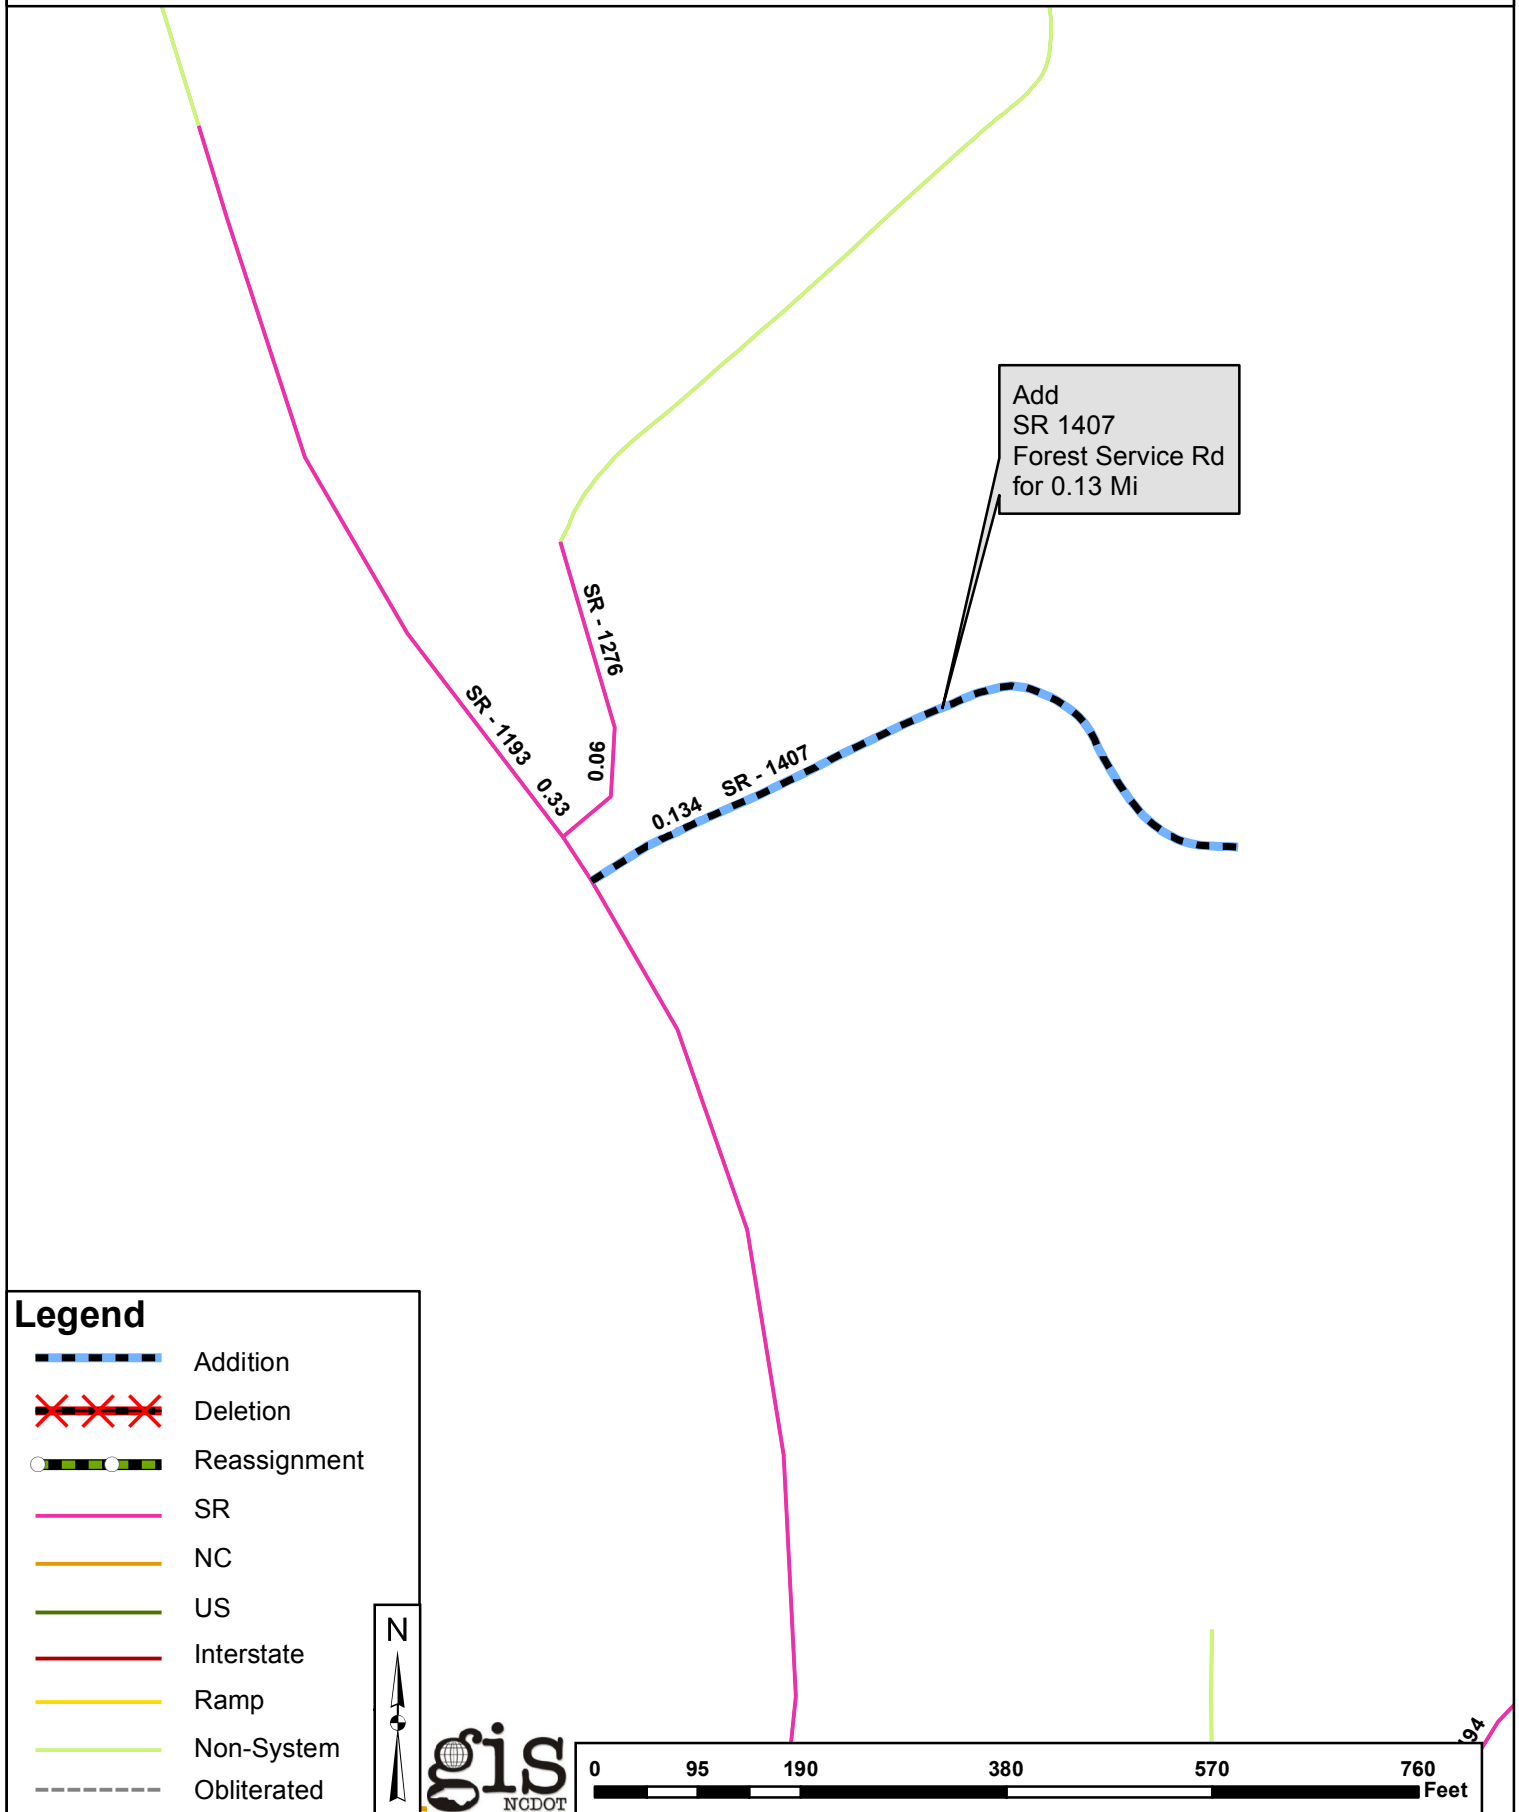 Add
SR 1407
Forest Service Rd
for 0.13 Mi
SR - 1276
0.06
SR - 1193 0.33
0.134 SR - 1407
Legend
Addition
Deletion
Reassignment
SR
NC
US
Interstate
Ramp
Non-System
Obliterated
N
gis
NCDOT
0 95 190 380 570 760
Feet